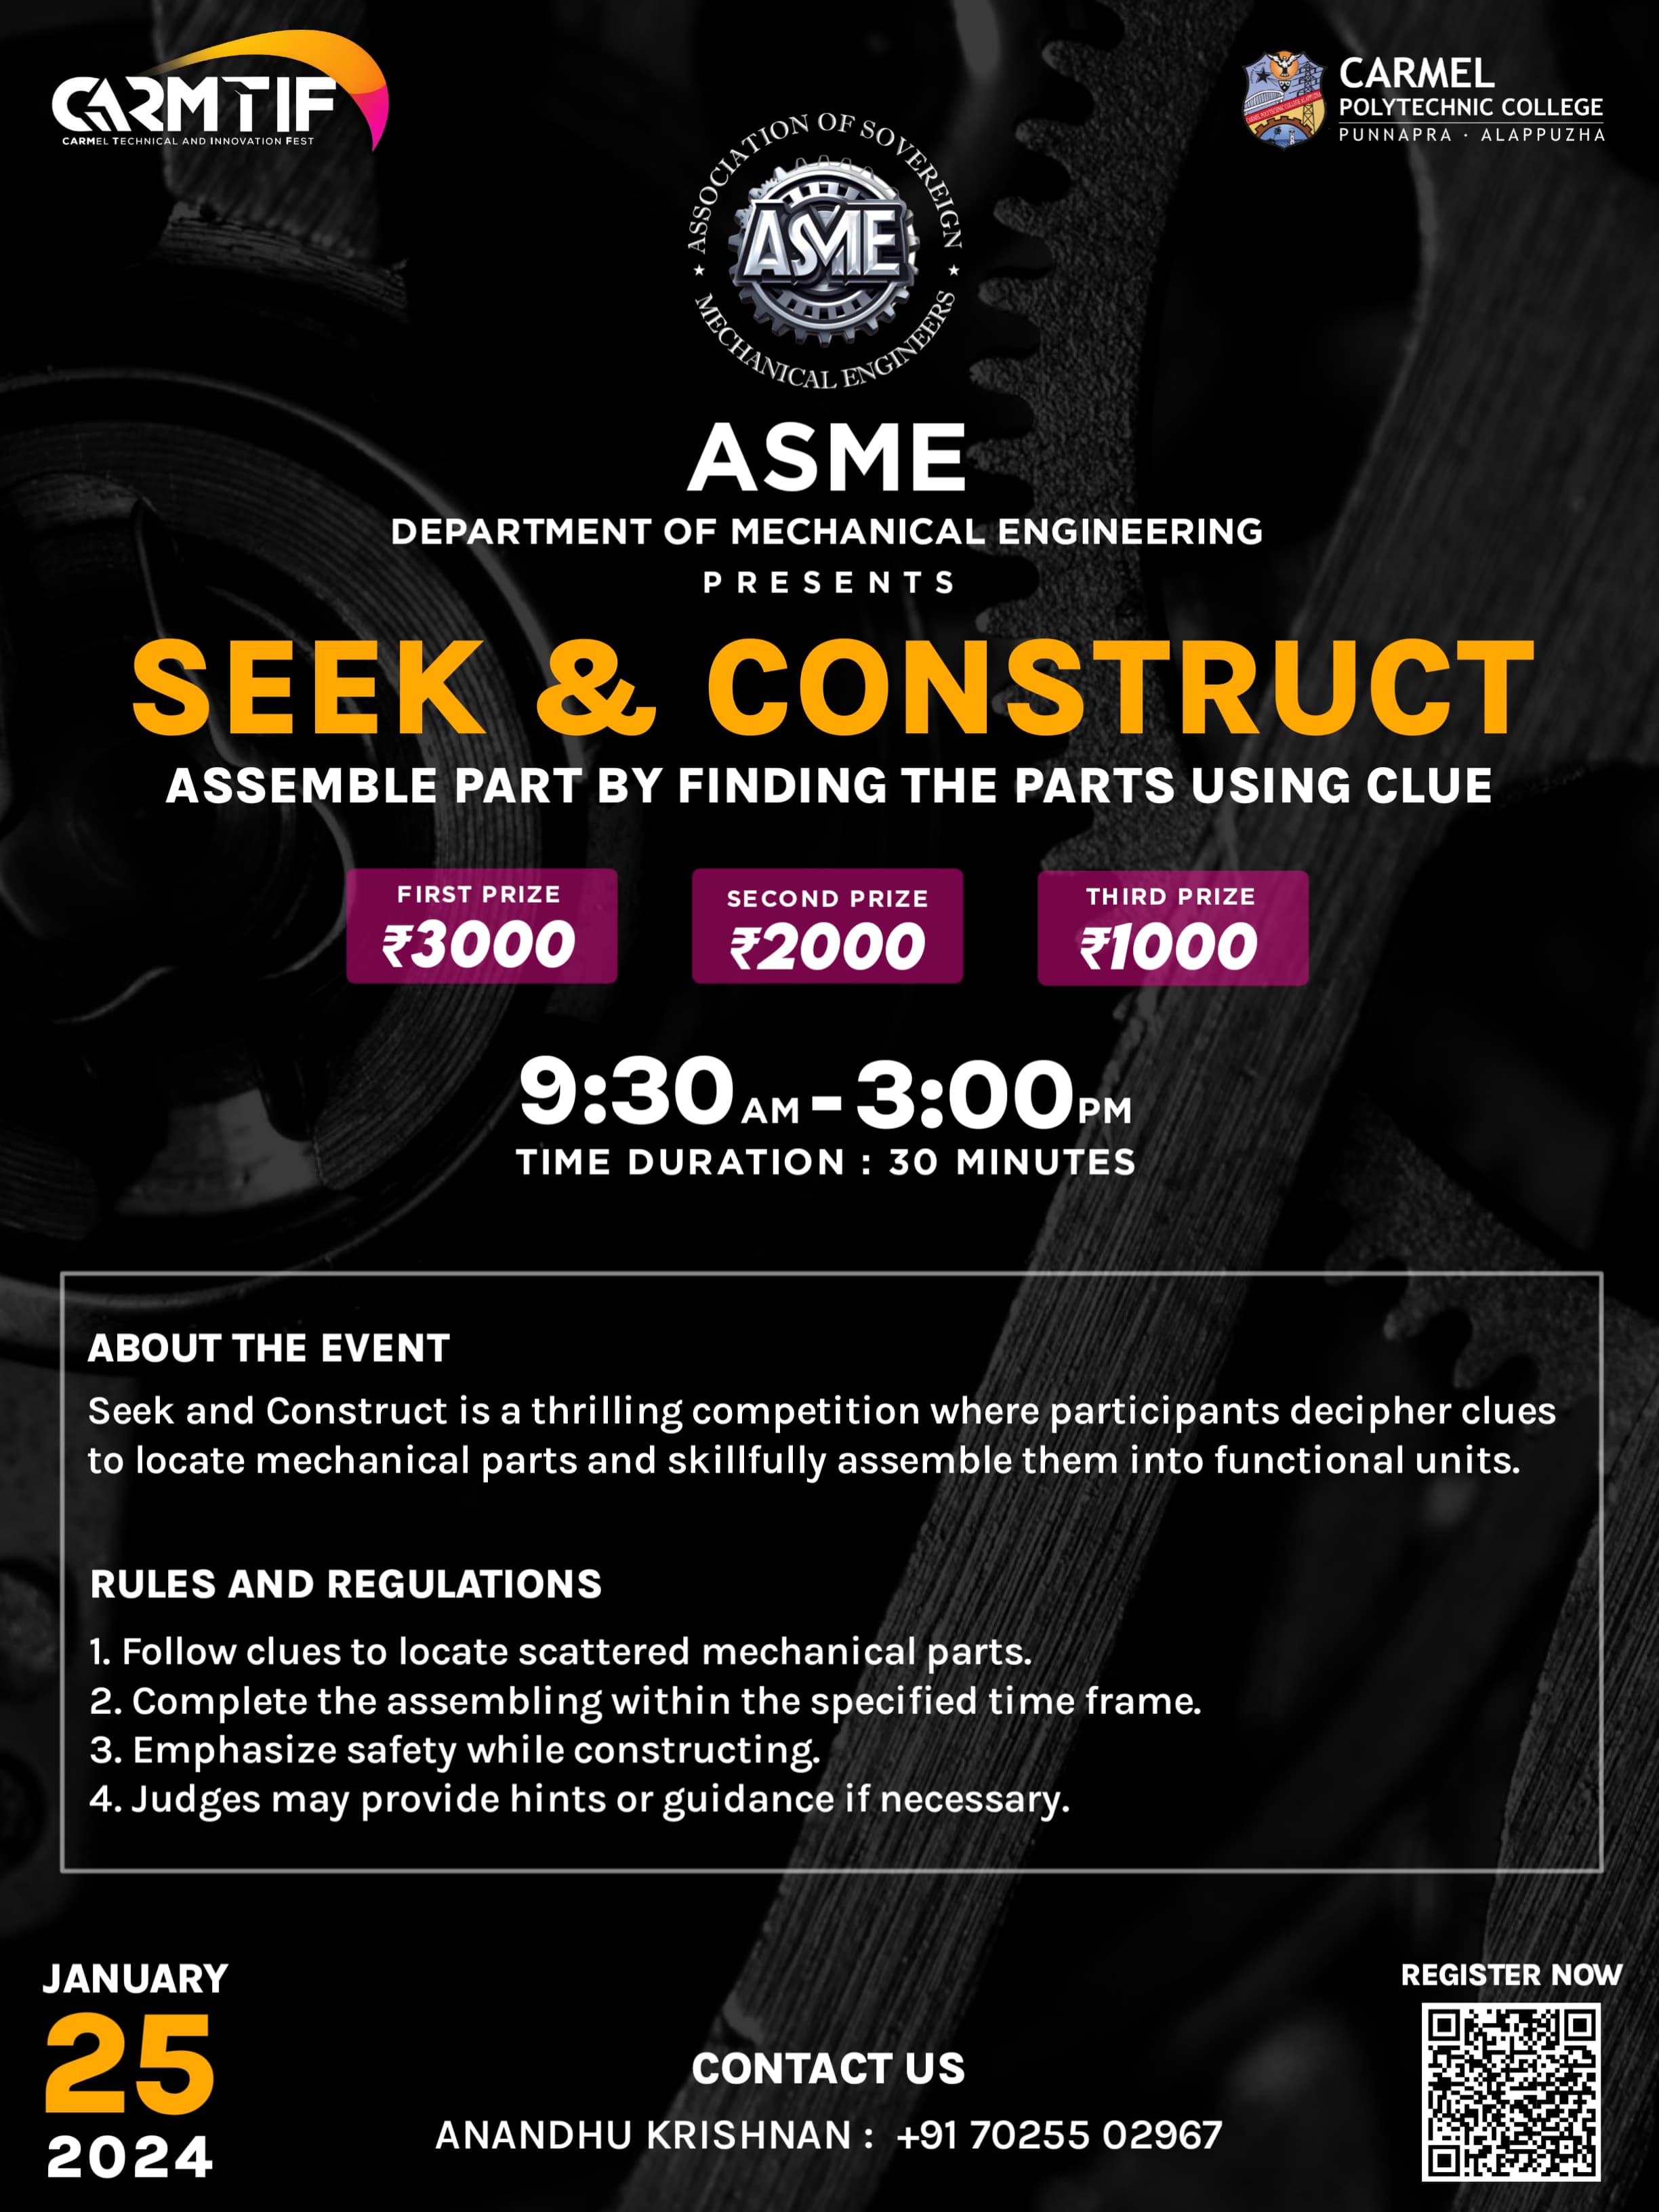 CARMTIF
CARMEL TECHNICAL AND INNOVATION FEST
CARMEL
POLYTECHNIC COLLEGE
PUNNAPRA · ALAPPUZHA
ASSOCIATION OF SOVEREIGN
ASME
★ MECHANICAL ENGINEERS ★
ASME
DEPARTMENT OF MECHANICAL ENGINEERING
PRESENTS
SEEK & CONSTRUCT
ASSEMBLE PART BY FINDING THE PARTS USING CLUE
FIRST PRIZE
₹3000
SECOND PRIZE
₹2000
THIRD PRIZE
₹1000
9:30 AM - 3:00 PM
TIME DURATION : 30 MINUTES
ABOUT THE EVENT
Seek and Construct is a thrilling competition where participants decipher clues
to locate mechanical parts and skillfully assemble them into functional units.
RULES AND REGULATIONS
1. Follow clues to locate scattered mechanical parts.
2. Complete the assembling within the specified time frame.
3. Emphasize safety while constructing.
4. Judges may provide hints or guidance if necessary.
JANUARY
25
2024
CONTACT US
ANANDHU KRISHNAN : +91 70255 02967
REGISTER NOW